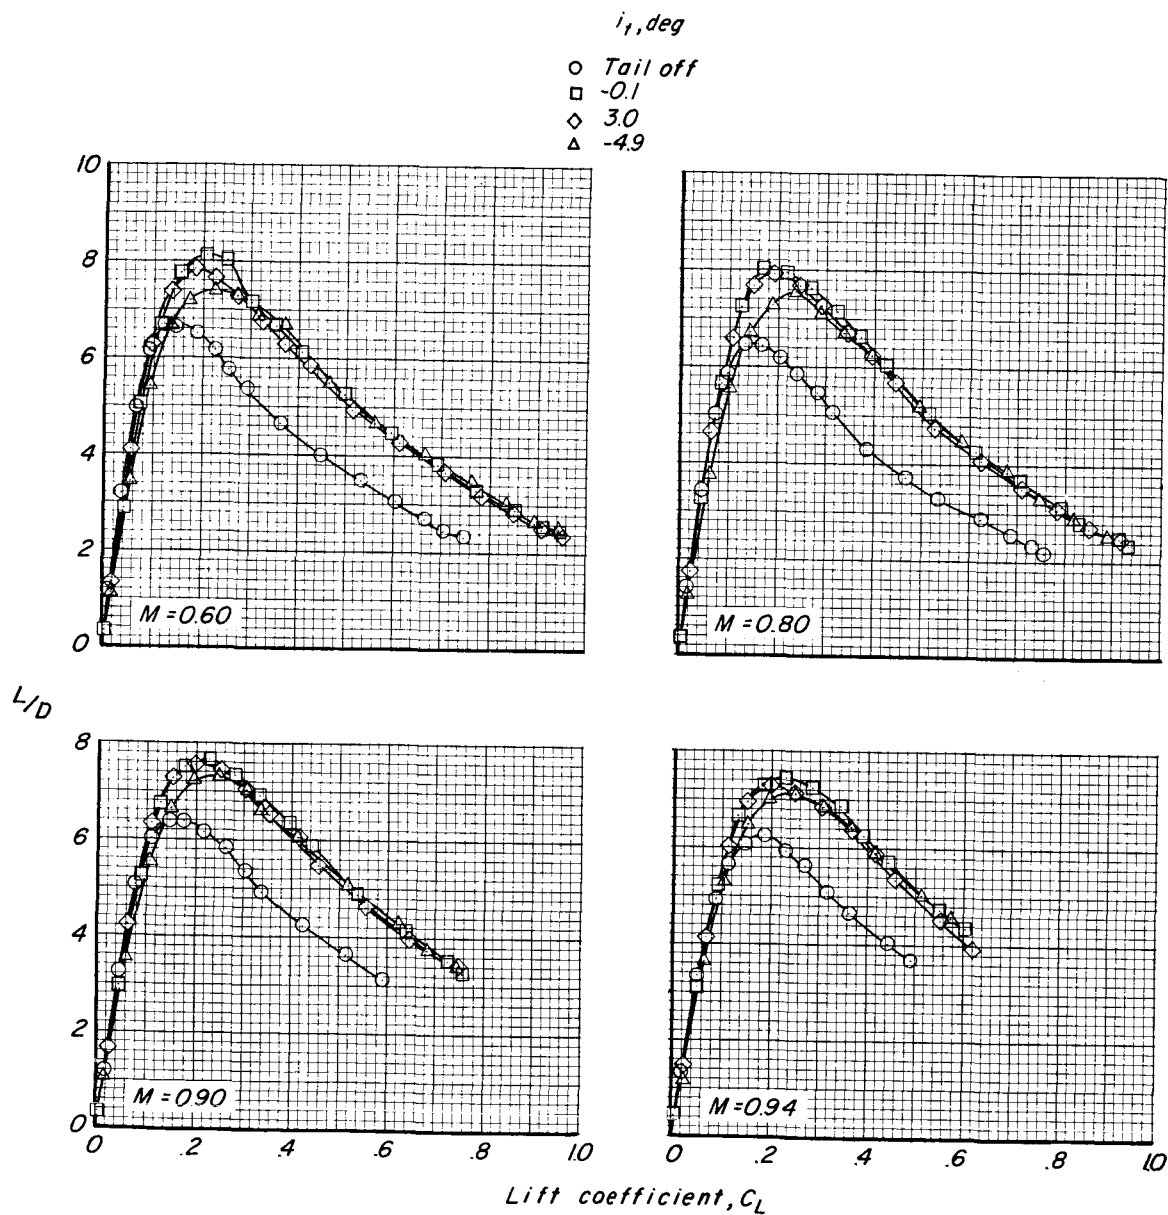 i_t, deg
Tail off
-0.1
3.0
-4.9
10
8
6
4
2
0
M = 0.60
M = 0.80
L/D
8
6
4
2
0
M = 0.90
M = 0.94
0 .2 .4 .6 .8 1.0
0 .2 .4 .6 .8 1.0
Lift coefficient, C_L